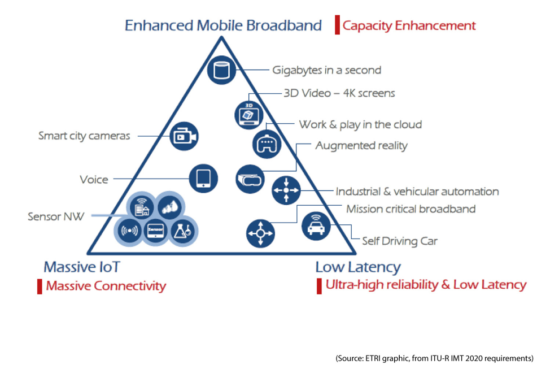 Enhanced Mobile Broadband
Capacity Enhancement
Gigabytes in a second
3D
3D Video – 4K screens
Work & play in the cloud
Smart city cameras
Augmented reality
Voice
Industrial & vehicular automation
Mission critical broadband
Sensor NW
Self Driving Car
Massive IoT
Low Latency
Massive Connectivity
Ultra-high reliability & Low Latency
(Source: ETRI graphic, from ITU-R IMT 2020 requirements)